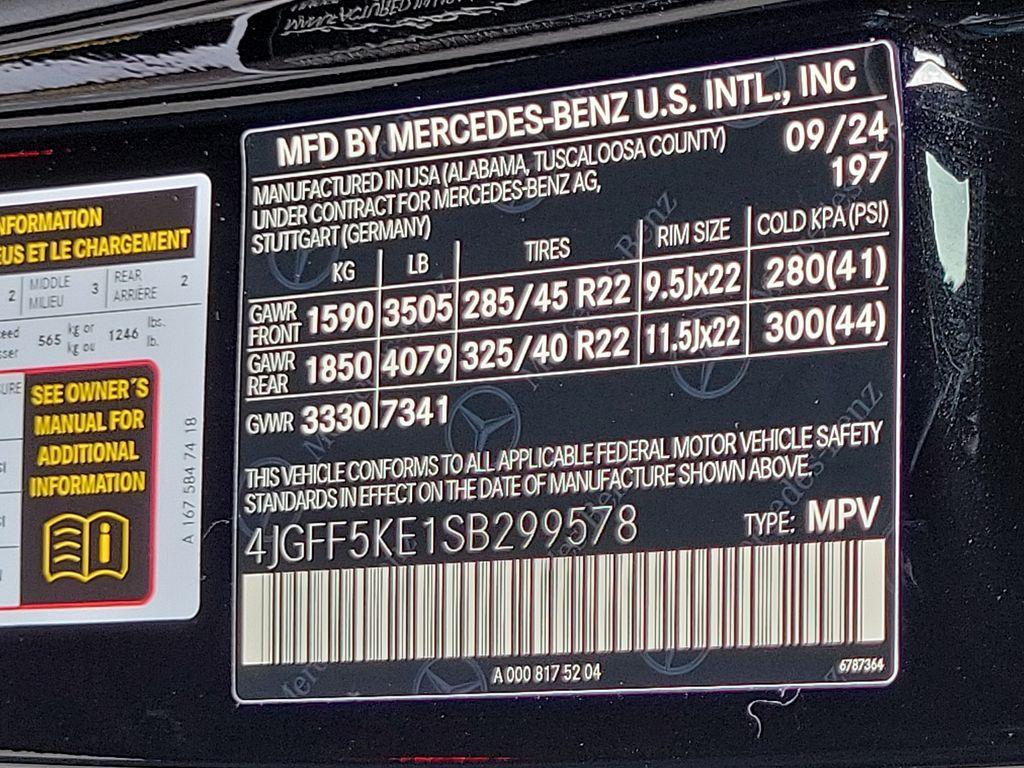 MFD BY MERCEDES-BENZ U.S. INTL., INC
MANUFACTURED IN USA (ALABAMA, TUSCALOOSA COUNTY) 09/24
UNDER CONTRACT FOR MERCEDES-BENZ AG, 197
STUTTGART (GERMANY)
KG LB TIRES RIM SIZE COLD KPA (PSI)
GAWR FRONT 1590 3505 285/45 R22 9.5Jx22 280(41)
GAWR REAR 1850 4079 325/40 R22 11.5Jx22 300(44)
GVWR 3330 7341
THIS VEHICLE CONFORMS TO ALL APPLICABLE FEDERAL MOTOR VEHICLE SAFETY
STANDARDS IN EFFECT ON THE DATE OF MANUFACTURE SHOWN ABOVE.
4JGFF5KE1SB299578 TYPE: MPV
A 000 817 52 04 6787364
NFORMATION
EUS ET LE CHARGEMENT
2 MIDDLE MILIEU 3 REAR ARRIÈRE 2
565 kg or kg ou 1246 lbs. lb.
SEE OWNER´S
MANUAL FOR
ADDITIONAL
INFORMATION
A 167 584 74 18
Mercedes-Benz